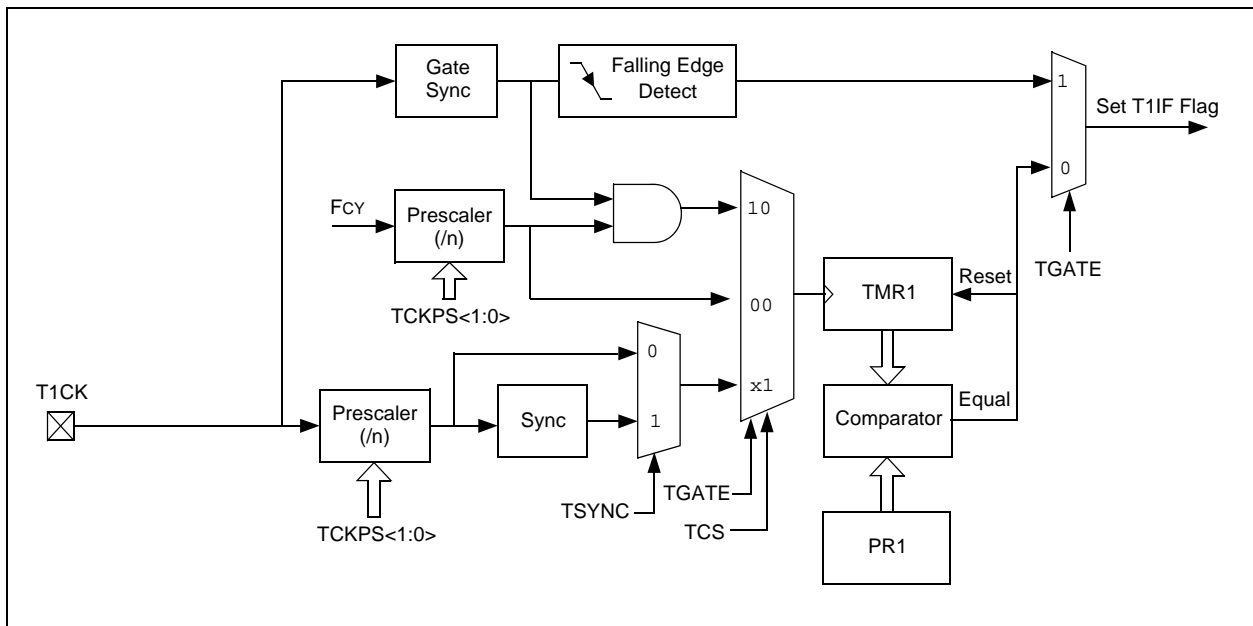 Gate
Sync
Falling Edge
Detect
1
Set T1IF Flag
0
TGATE
FCY
Prescaler
(/n)
TCKPS<1:0>
10
00
x1
Reset
TMR1
T1CK
Prescaler
(/n)
TCKPS<1:0>
Sync
0
1
TSYNC
TGATE
TCS
Equal
Comparator
PR1